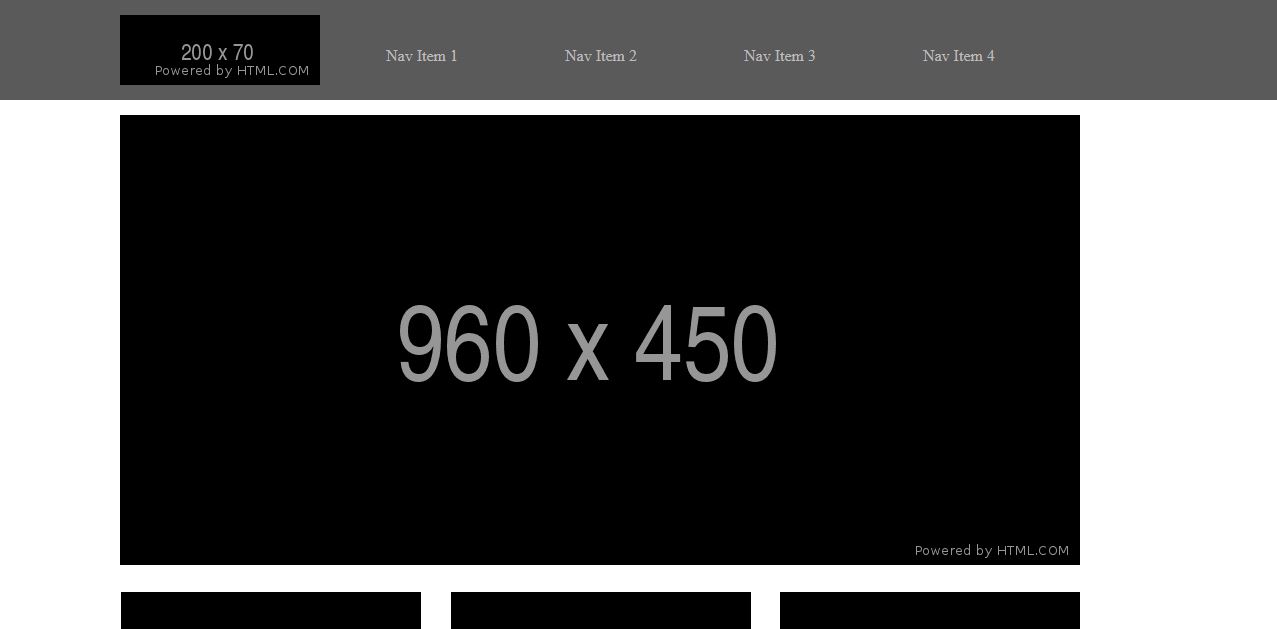 200 x 70
Powered by HTML.COM
Nav Item 1
Nav Item 2
Nav Item 3
Nav Item 4
960 x 450
Powered by HTML.COM